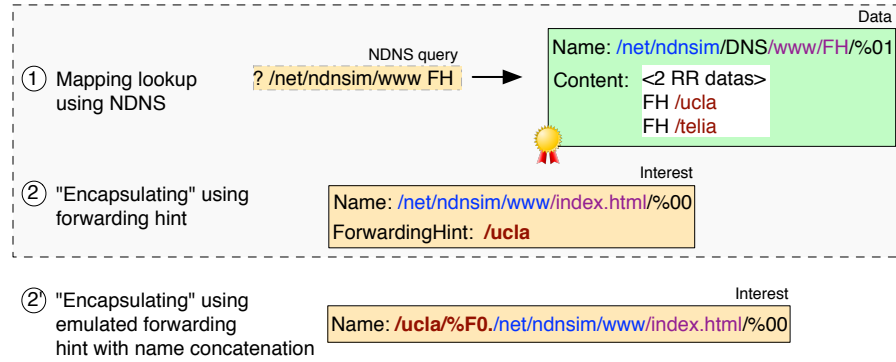 Data
NDNS query
Name: /net/ndnsim/DNS/www/FH/%01
① Mapping lookup using NDNS
? /net/ndnsim/www FH
Content: <2 RR datas>
FH /ucla
FH /telia
Interest
② "Encapsulating" using forwarding hint
Name: /net/ndnsim/www/index.html/%00
ForwardingHint: /ucla
Interest
②' "Encapsulating" using emulated forwarding hint with name concatenation
Name: /ucla/%F0./net/ndnsim/www/index.html/%00